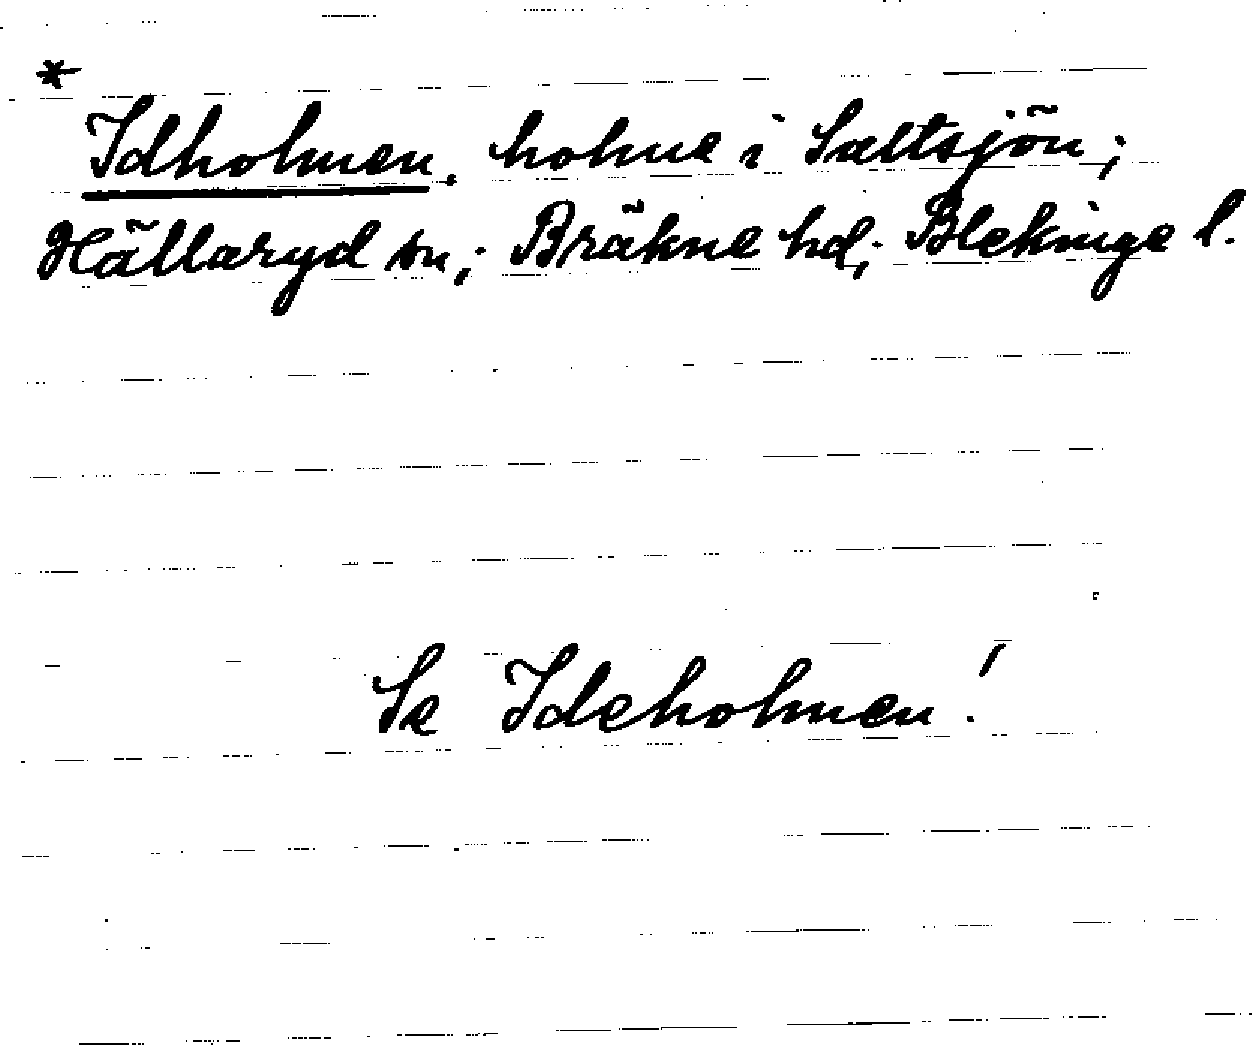 *
Idholmen. holme i Saltsjön;
Hällaryd sn,; Bräkne hd; Blekinge l.
Se Ideholmen!